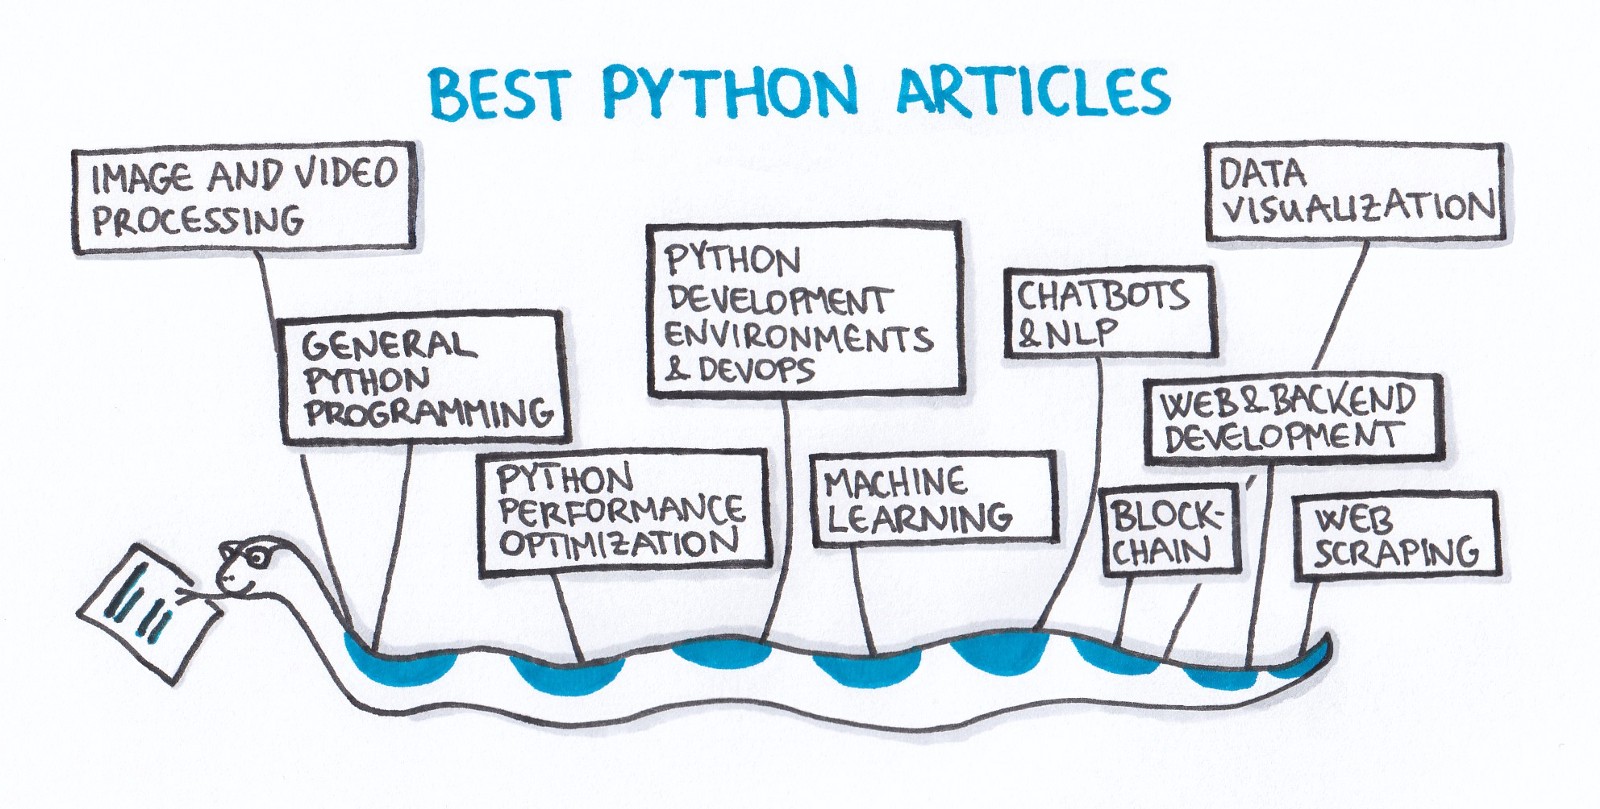 BEST PYTHON ARTICLES
IMAGE AND VIDEO
PROCESSING
GENERAL
PYTHON
PROGRAMMING
PYTHON
PERFORMANCE
OPTIMIZATION
PYTHON
DEVELOPMENT
ENVIRONMENTS
& DEVOPS
MACHINE
LEARNING
CHATBOTS
& NLP
DATA
VISUALIZATION
WEB & BACKEND
DEVELOPMENT
BLOCK-
CHAIN
WEB
SCRAPING